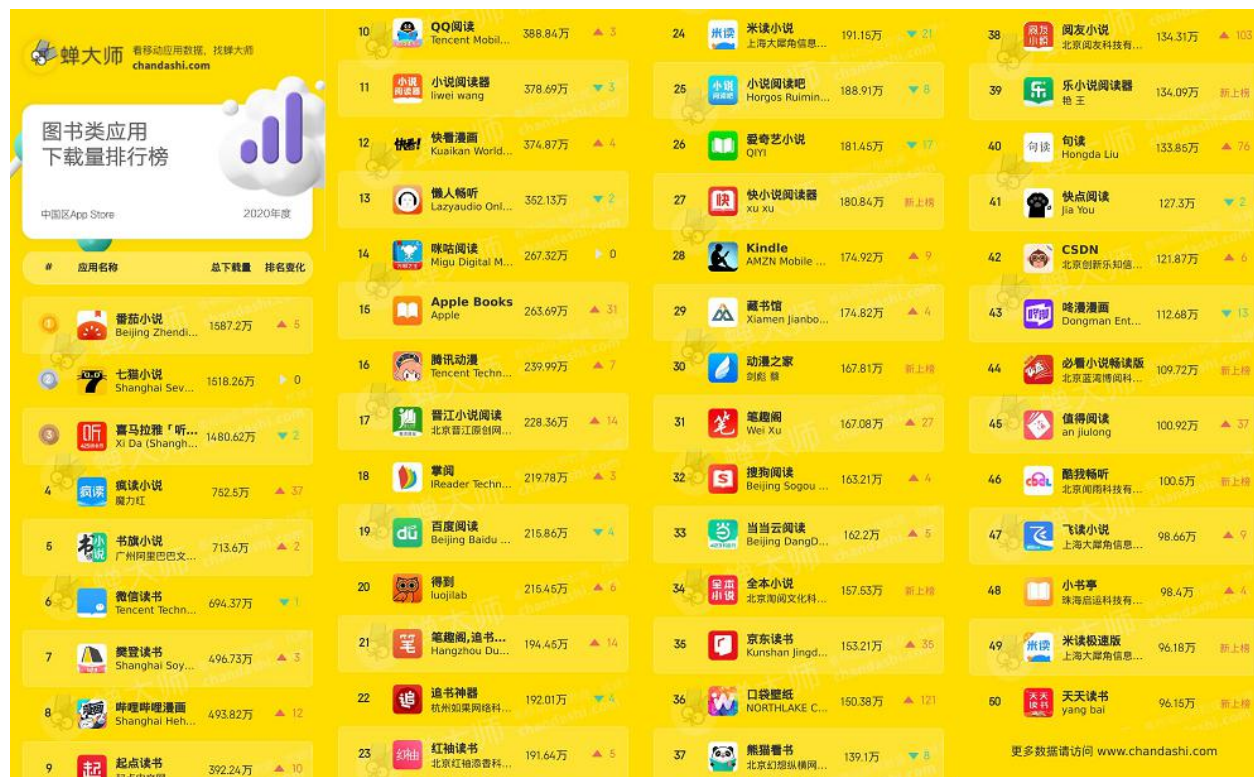 蝉大师
看移动应用数据，找蝉大师
chandashi.com
图书类应用
下载量排行榜
中国区App Store
2020年度
# 应用名称 总下载量 排名变化
1
番茄小说
Beijing Zhendi...
1587.2万 ▲ 5
2
七猫小说
Shanghai Sev...
1518.26万 ▶ 0
3
喜马拉雅「听...
Xi Da (Shangh...
1480.62万 ▼ 2
4
疯读小说
魔力红
752.5万 ▲ 37
5
书旗小说
广州阿里巴巴文...
713.6万 ▲ 2
6
微信读书
Tencent Techn...
694.37万 ▼ 1
7
樊登读书
Shanghai Soy...
496.73万 ▲ 3
8
哔哩哔哩漫画
Shanghai Heh...
493.82万 ▲ 12
9
起点读书
392.24万 ▲ 10
10
QQ阅读
Tencent Mobil...
388.84万 ▲ 3
11
小说阅读器
liwei wang
378.69万 ▼ 3
12
快看漫画
Kuaikan World...
374.87万 ▲ 4
13
懒人畅听
Lazyaudio Onl...
352.13万 ▼ 2
14
咪咕阅读
Migu Digital M...
267.32万 ▶ 0
15
Apple Books
Apple
263.69万 ▲ 31
16
腾讯动漫
Tencent Techn...
239.99万 ▲ 7
17
晋江小说阅读
北京晋江原创网...
228.36万 ▲ 14
18
掌阅
IReader Techn...
219.78万 ▲ 3
19
百度阅读
Beijing Baidu ...
215.86万 ▼ 4
20
得到
luojilab
215.45万 ▲ 6
21
笔趣阁,追书...
Hangzhou Du...
194.45万 ▲ 14
22
追书神器
杭州如果网络科...
192.01万 ▼ 4
23
红袖读书
北京红袖添香科...
191.64万 ▲ 5
24
米读小说
上海大犀角信息...
191.15万 ▼ 21
25
小说阅读吧
Horgos Ruimin...
188.91万 ▼ 8
26
爱奇艺小说
QIYI
181.45万 ▼ 17
27
快小说阅读器
xu xu
180.84万 新上榜
28
Kindle
AMZN Mobile ...
174.92万 ▲ 9
29
藏书馆
Xiamen Jianbo...
174.82万 ▲ 4
30
动漫之家
剑彪 蔡
167.81万 新上榜
31
笔趣阁
Wei Xu
167.08万 ▲ 27
32
搜狗阅读
Beijing Sogou ...
163.21万 ▲ 4
33
当当云阅读
Beijing DangD...
162.2万 ▲ 5
34
全本小说
北京淘阅文化科...
157.53万 新上榜
35
京东读书
Kunshan Jingd...
153.21万 ▲ 35
36
口袋壁纸
NORTHLAKE C...
150.38万 ▲ 121
37
熊猫看书
北京幻想纵横网...
139.1万 ▼ 8
38
阅友小说
北京阅友科技有...
134.31万 ▲ 103
39
乐小说阅读器
艳 王
134.09万 新上榜
40
句读
Hongda Liu
133.85万 ▲ 76
41
快点阅读
Jia You
127.3万 ▼ 2
42
CSDN
北京创新乐知信...
121.87万 ▲ 6
43
咚漫漫画
Dongman Ent...
112.68万 ▼ 13
44
必看小说畅读版
北京蓝海博阅科...
109.72万 新上榜
45
值得阅读
an jiulong
100.92万 ▲ 37
46
酷我畅听
北京闻雨科技有...
100.5万 新上榜
47
飞读小说
上海大犀角信息...
98.66万 ▲ 9
48
小书亭
珠海启运科技有...
98.4万 ▲ 4
49
米读极速版
上海大犀角信息...
96.18万 新上榜
50
天天读书
yang bai
96.15万 新上榜
更多数据请访问 www.chandashi.com